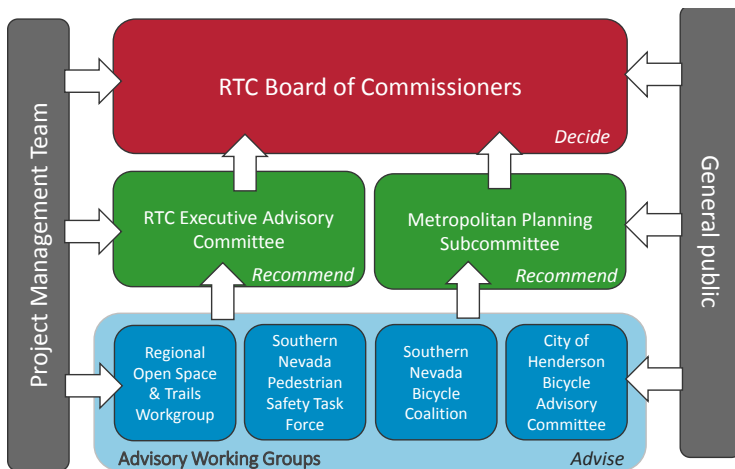 Project Management Team
RTC Board of Commissioners
Decide
General public
RTC Executive Advisory
Committee
Recommend
Metropolitan Planning
Subcommittee
Recommend
Regional
Open Space
& Trails
Workgroup
Southern
Nevada
Pedestrian
Safety Task
Force
Southern
Nevada
Bicycle
Coalition
City of
Henderson
Bicycle
Advisory
Committee
Advisory Working Groups
Advise